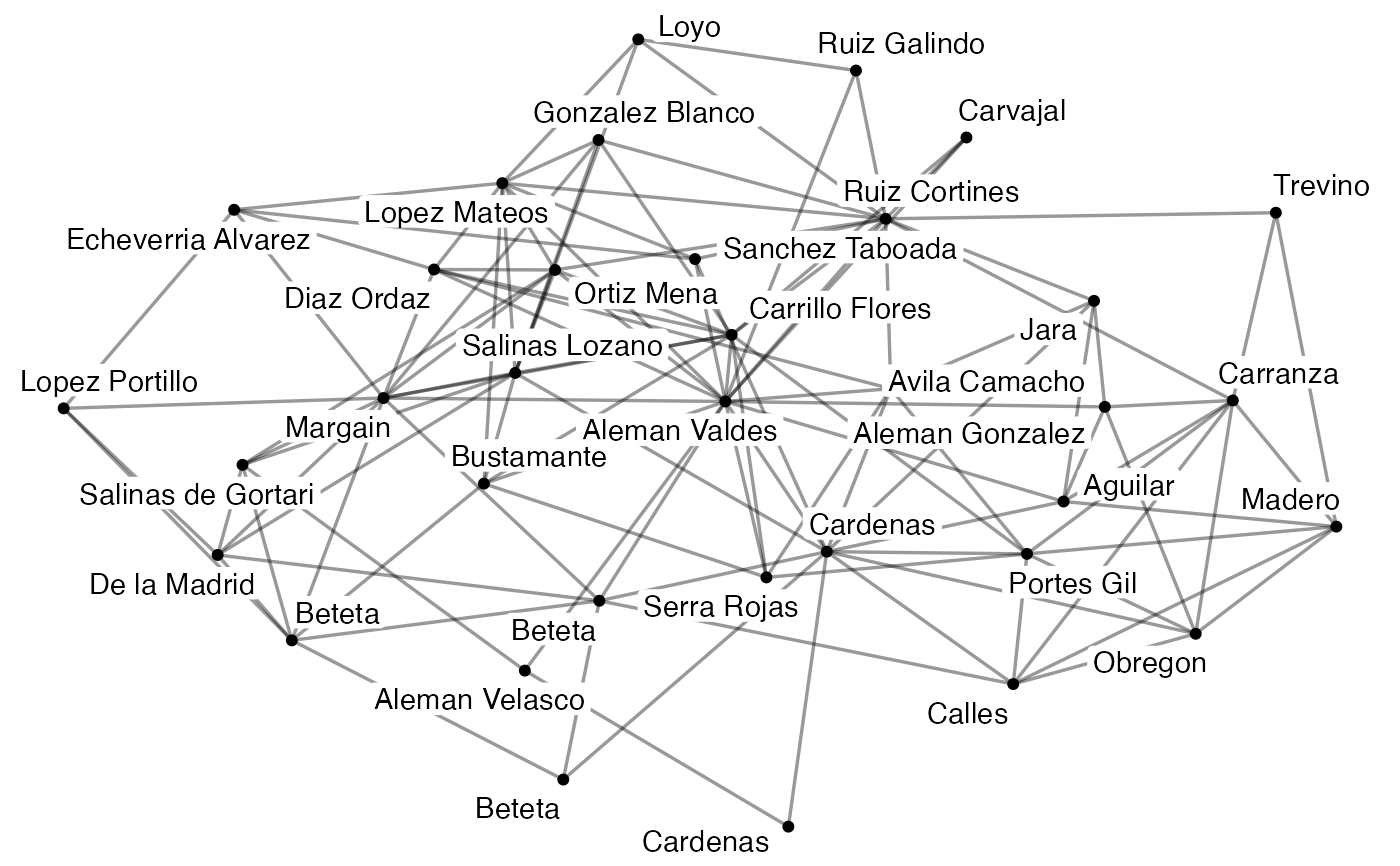 Loyo
Ruiz Galindo
Gonzalez Blanco
Carvajal
Ruiz Cortines
Trevino
Lopez Mateos
Echeverria Alvarez
Sanchez Taboada
Diaz Ordaz
Ortiz Mena
Carrillo Flores
Jara
Salinas Lozano
Lopez Portillo
Avila Camacho
Carranza
Margain
Aleman Valdes
Aleman Gonzalez
Bustamante
Salinas de Gortari
Aguilar
Madero
Cardenas
De la Madrid
Portes Gil
Beteta
Serra Rojas
Beteta
Obregon
Aleman Velasco
Calles
Beteta
Cardenas